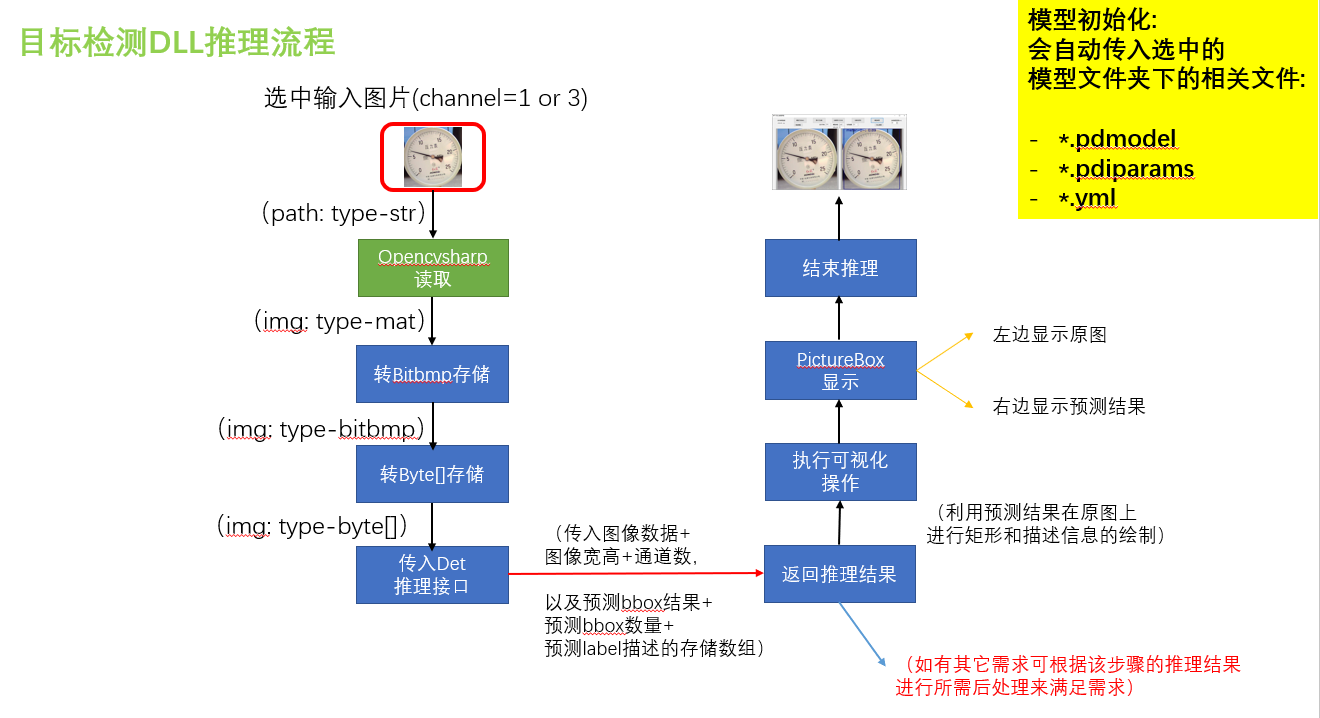 目标检测DLL推理流程
模型初始化:
会自动传入选中的
模型文件夹下的相关文件:
- *.pdmodel
- *.pdiparams
- *.yml
选中输入图片(channel=1 or 3)
（path: type-str）
Opencvsharp
读取
（img: type-mat）
转Bitbmp存储
（img: type-bitbmp）
转Byte[]存储
（img: type-byte[]）
传入Det
推理接口
（传入图像数据+
图像宽高+通道数,
以及预测bbox结果+
预测bbox数量+
预测label描述的存储数组）
返回推理结果
（如有其它需求可根据该步骤的推理结果
进行所需后处理来满足需求）
（利用预测结果在原图上
进行矩形和描述信息的绘制）
执行可视化
操作
PictureBox
显示
左边显示原图
右边显示预测结果
结束推理